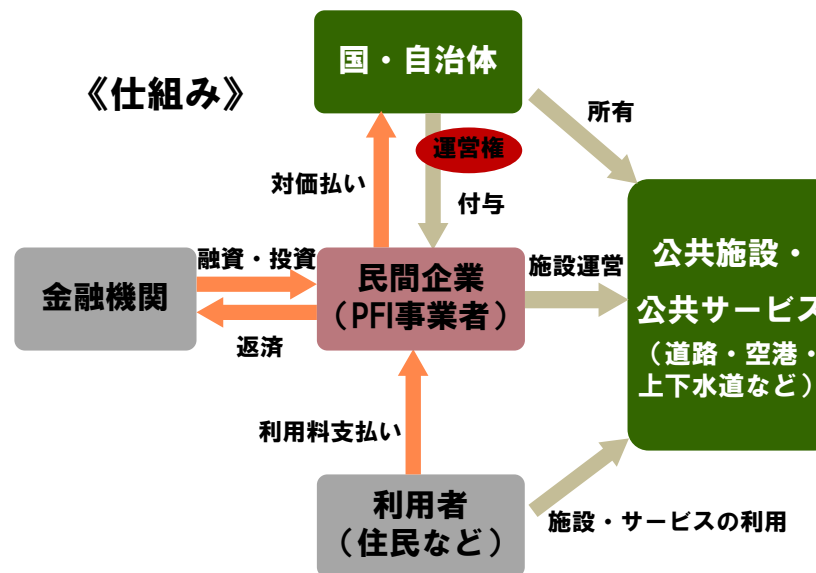 国・自治体
《仕組み》
所有
運営権
対価払い
付与
融資・投資
金融機関
返済
民間企業
（PFI事業者）
施設運営
公共施設・
公共サービス
（道路・空港・
上下水道など）
利用料支払い
利用者
（住民など）
施設・サービスの利用